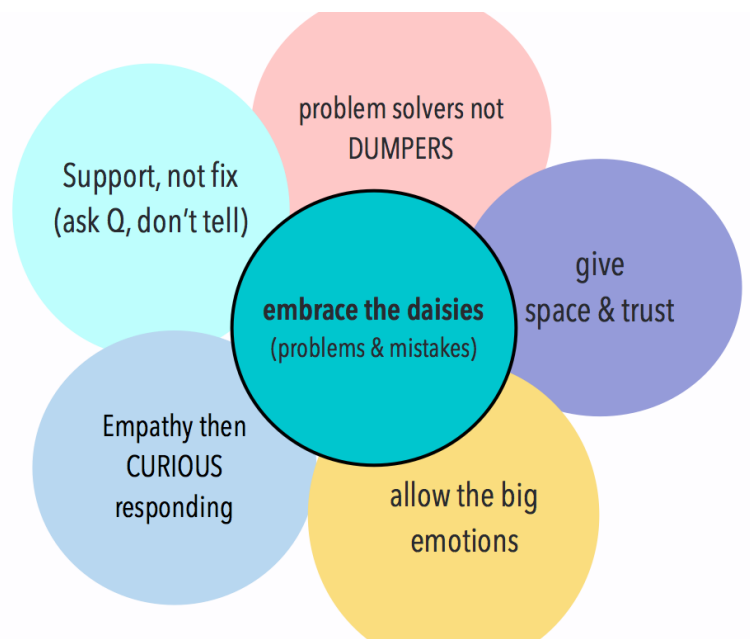 problem solvers not
DUMPERS
Support, not fix
(ask Q, don't tell)
give
space & trust
embrace the daisies
(problems & mistakes)
Empathy then
CURIOUS
responding
allow the big
emotions